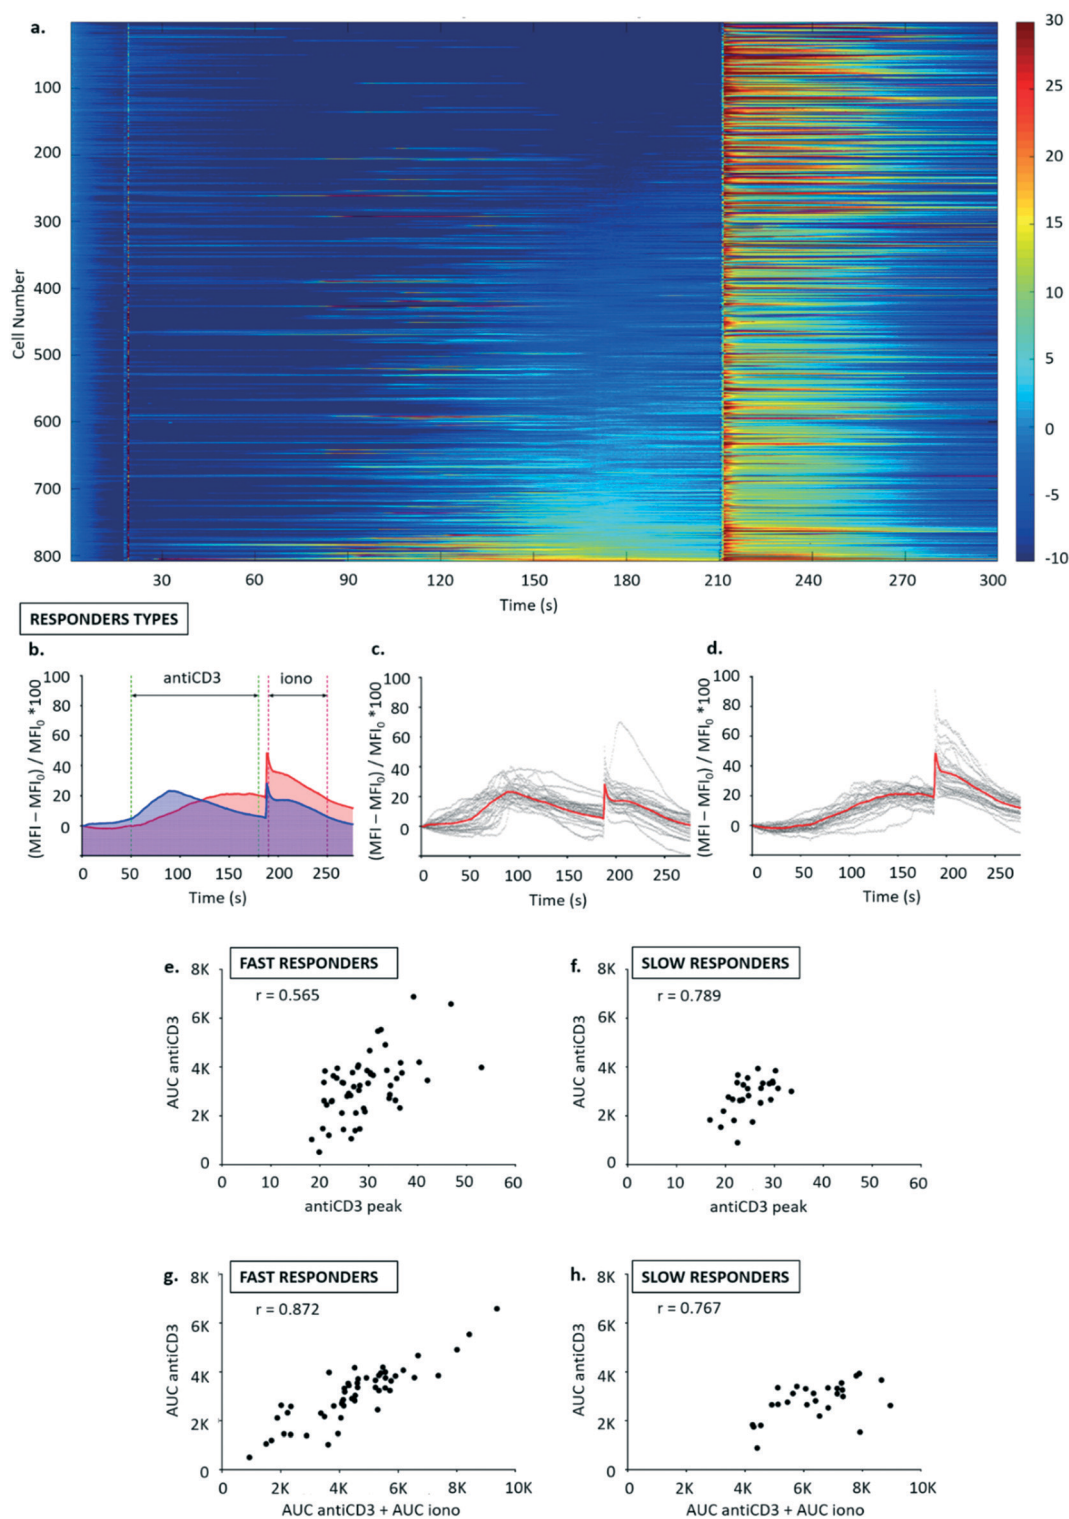 a.
30
25
20
15
10
5
0
-5
-10
100
200
300
400
500
600
700
800
Cell Number
30 60 90 120 150 180 210 240 270 300
Time (s)
RESPONDERS TYPES
b.
c.
d.
(MFI – MFI₀) / MFI₀ *100
100
80
60
40
20
0
antiCD3
iono
0 50 100 150 200 250
Time (s)
(MFI – MFI₀) / MFI₀ *100
100
80
60
40
20
0
0 50 100 150 200 250
Time (s)
(MFI – MFI₀) / MFI₀ *100
100
80
60
40
20
0
0 50 100 150 200 250
Time (s)
e.
FAST RESPONDERS
r = 0.565
AUC antiCD3
8K
6K
4K
2K
0
0 10 20 30 40 50 60
antiCD3 peak
f.
SLOW RESPONDERS
r = 0.789
AUC antiCD3
8K
6K
4K
2K
0
0 10 20 30 40 50 60
antiCD3 peak
g.
FAST RESPONDERS
r = 0.872
AUC antiCD3
8K
6K
4K
2K
0
0 2K 4K 6K 8K 10K
AUC antiCD3 + AUC iono
h.
SLOW RESPONDERS
r = 0.767
AUC antiCD3
8K
6K
4K
2K
0
0 2K 4K 6K 8K 10K
AUC antiCD3 + AUC iono